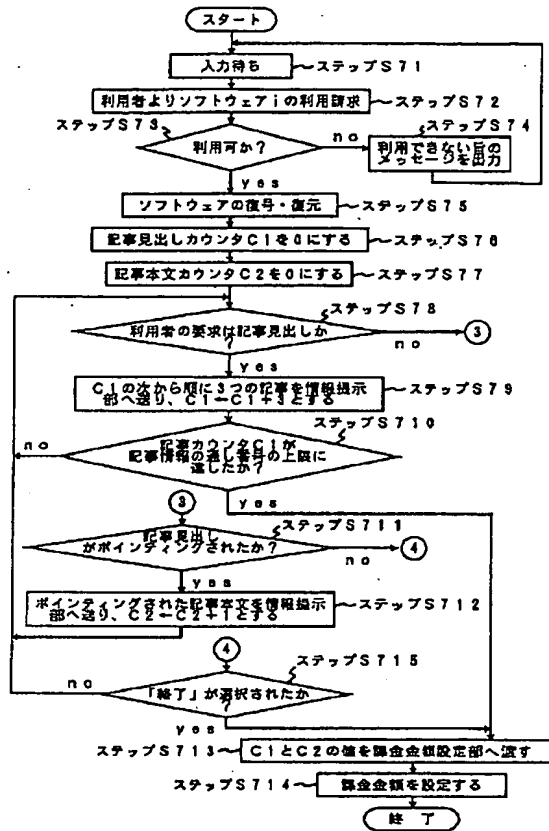 スタート
入力待ち
ステップS71
利用者よりソフトウェアiの利用請求
ステップS72
ステップS73
利用可か?
no
ステップS74
利用できない旨の
メッセージを出力
yes
ソフトウェアの復号・復元
ステップS75
記事見出しカウンタC1を0にする
ステップS76
記事本文カウンタC2を0にする
ステップS77
ステップS78
利用者の要求は記事見出しか
?
no
③
yes
C1の次から順に3つの記事を情報提示
部へ送り、C1←C1+3とする
ステップS79
ステップS710
no
記事カウンタC1が
記事情報の通し番号の上限に
達したか?
yes
③
ステップS711
記事見出し
がポインティングされたか?
no
④
yes
ポインティングされた記事本文を情報提示
部へ送り、C2←C2+1とする
ステップS712
④
ステップS715
no
「終了」が選択されたか
?
yes
ステップS713
C1とC2の値を課金金額設定部へ渡す
ステップS714
課金金額を設定する
終了